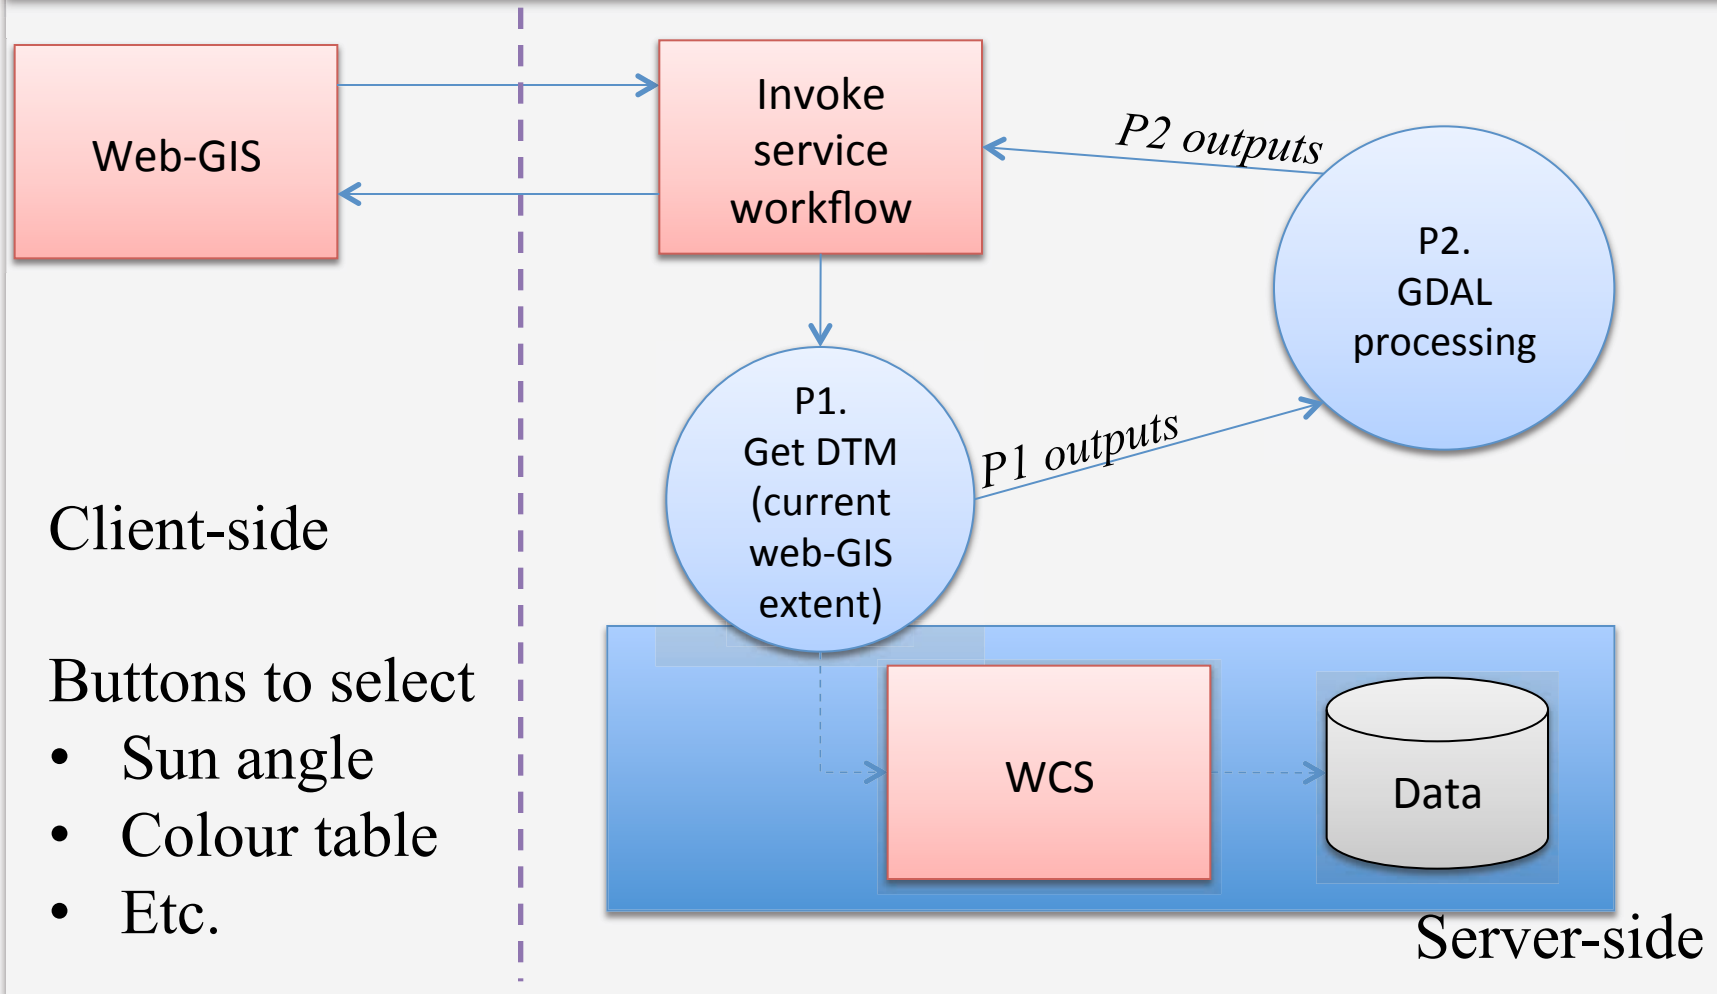 Web-GIS
Invoke
service
workflow
P2 outputs
P2.
GDAL
processing
P1.
Get DTM
(current
web-GIS
extent)
P1 outputs
Client-side
Buttons to select
• Sun angle
• Colour table
• Etc.
WCS
Data
Server-side